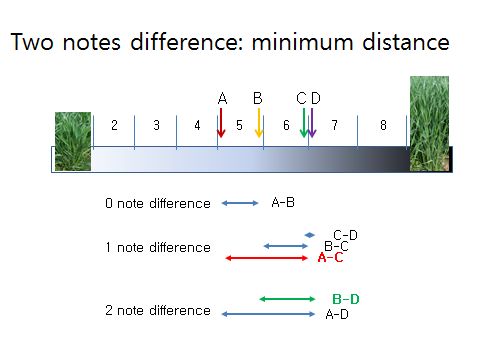 Two notes difference: minimum distance
A B C D
2 3 4 5 6 7 8
0 note difference A-B
C-D
1 note difference B-C
A-C
B-D
2 note difference A-D